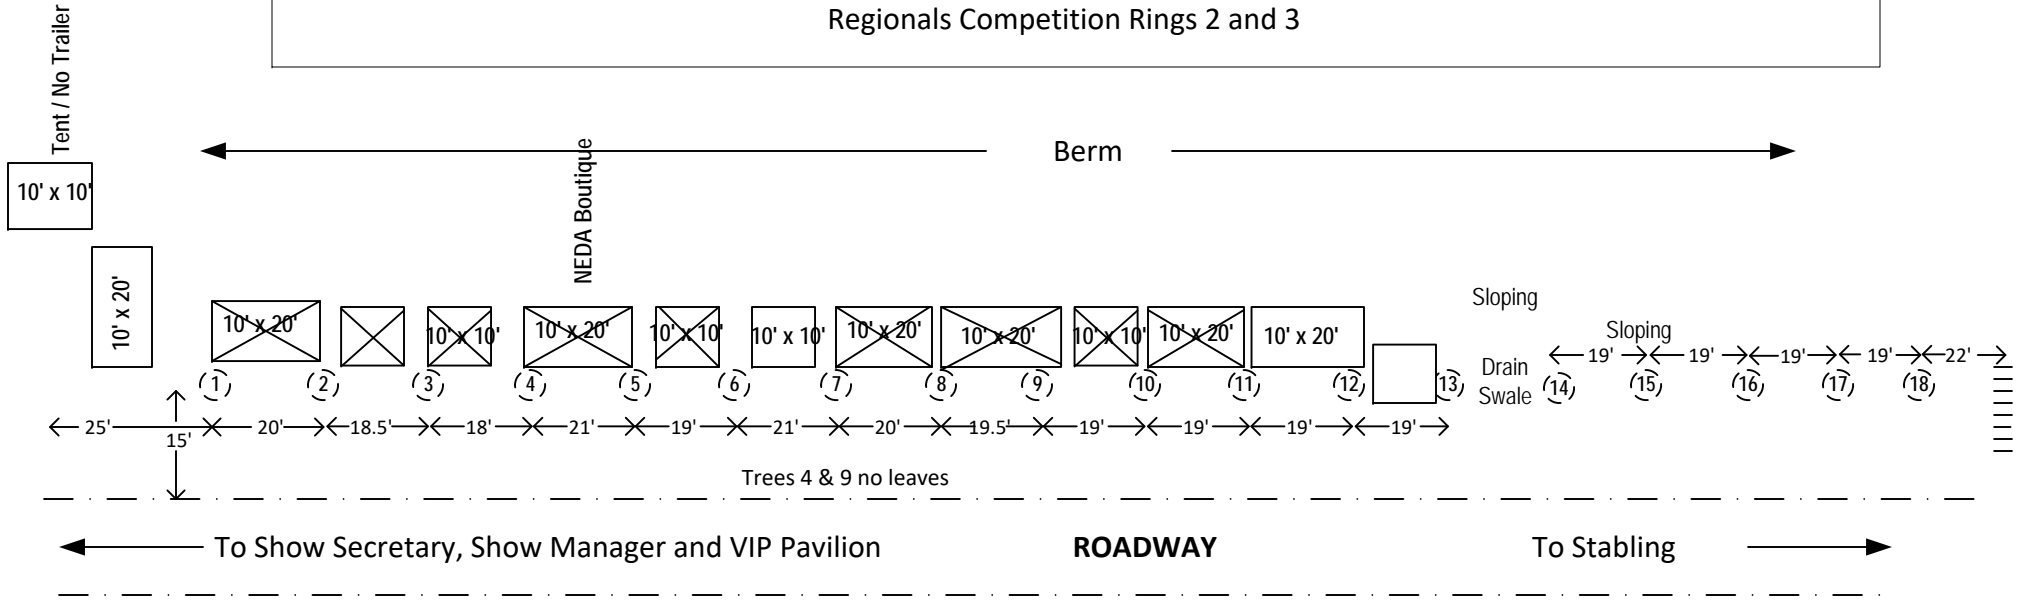 Regionals Competition Rings 2 and 3
Tent / No Trailer
Berm
10' x 10'
NEDA Boutique
10' x 20'
10' x 20'
10' x 10'
10' x 20'
10' x 10'
10' x 10'
10' x 20'
10' x 20'
10' x 10'
10' x 20'
10' x 20'
Sloping
Sloping
Drain
Swale
19' 19' 19' 19' 22'
1 2 3 4 5 6 7 8 9 10 11 12 13 14 15 16 17 18
25' 15' 20' 18.5' 18' 21' 19' 21' 20' 19.5' 19' 19' 19' 19'
Trees 4 & 9 no leaves
To Show Secretary, Show Manager and VIP Pavilion ROADWAY To Stabling